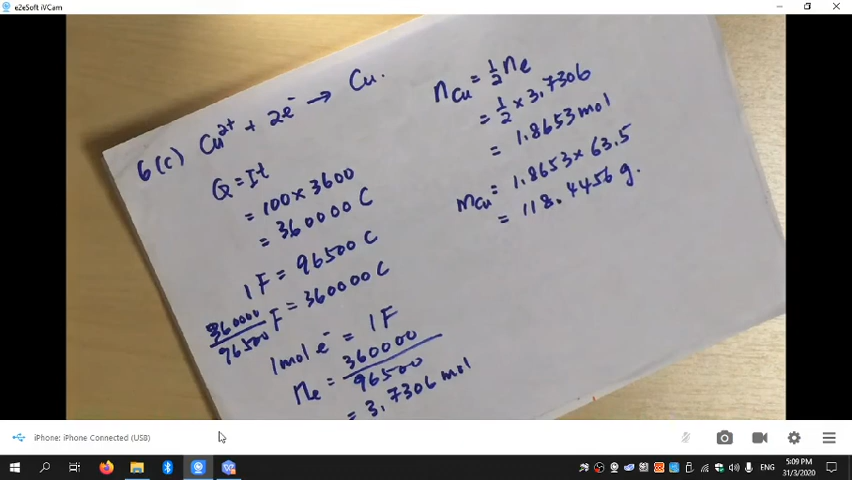 e2eSoft iVCam
6(c) Cu²⁺ + 2e⁻ → Cu.
Q = It
= 100 × 3600
= 360000 C
1F = 96500 C
360000/96500 F = 360000 C
1 mol e⁻ = 1F
ne = 360000/96500
= 3.7306 mol
nCu = 1/2 ne
= 1/2 × 3.7306
= 1.8653 mol
mCu = 1.8653 × 63.5
= 118.4456 g.
iPhone: iPhone Connected (USB)
ENG
5:09 PM
31/3/2020